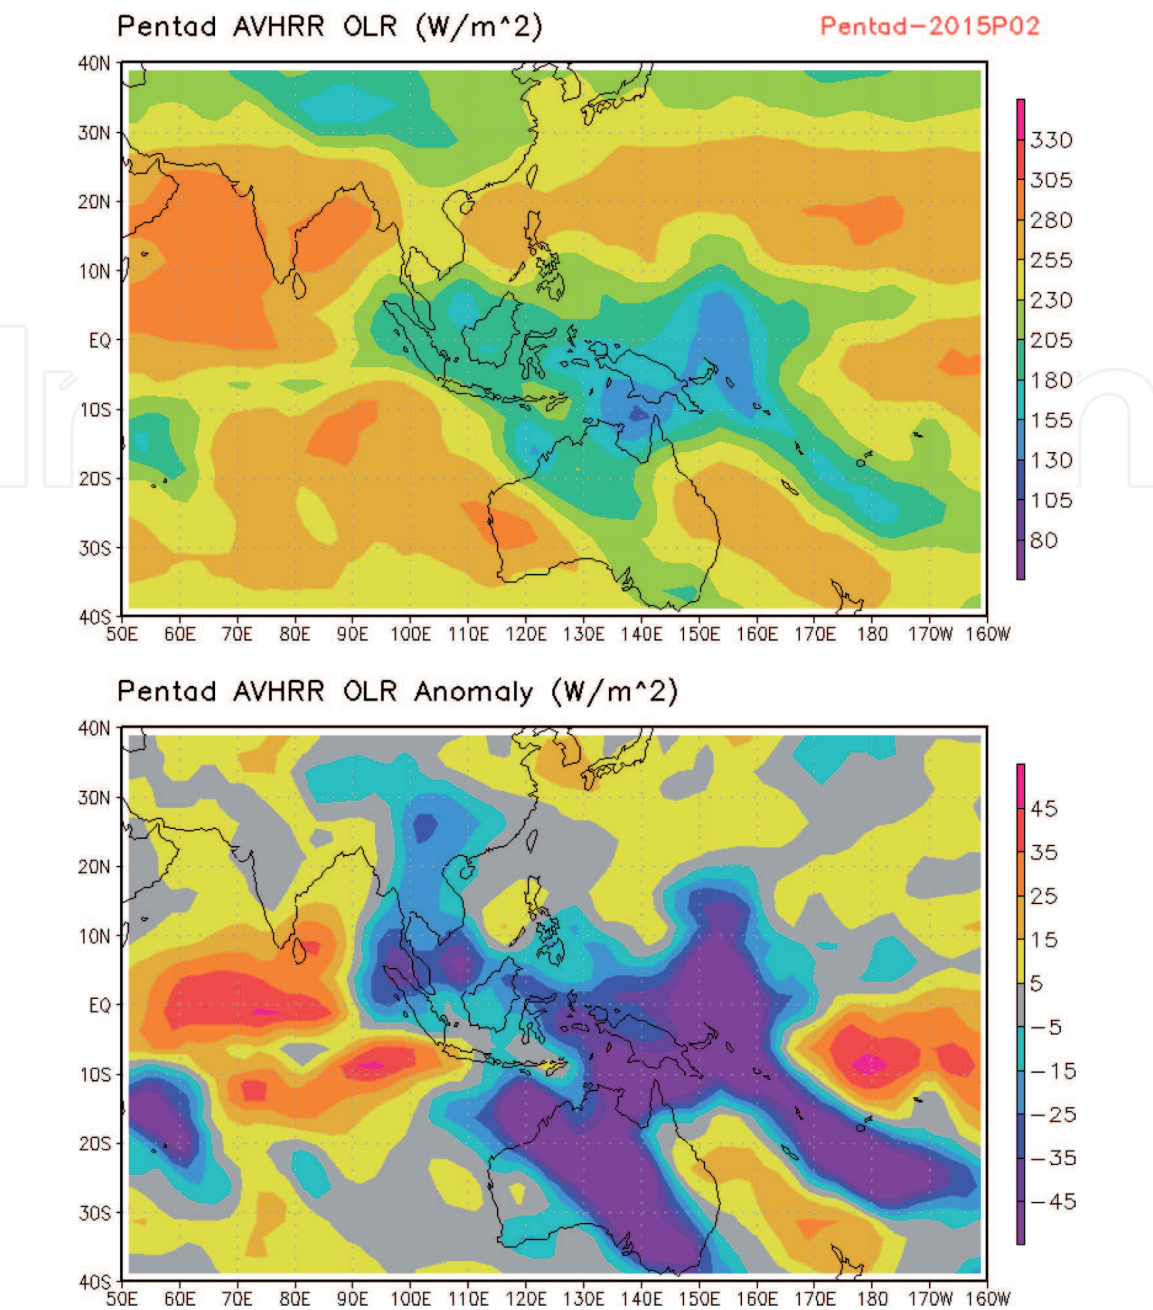 Pentad AVHRR OLR (W/m^2) Pentad-2015P02
40N
30N
20N
10N
EQ
10S
20S
30S
40S
50E 60E 70E 80E 90E 100E 110E 120E 130E 140E 150E 160E 170E 180 170W 160W
330
305
280
255
230
205
180
155
130
105
80
Pentad AVHRR OLR Anomaly (W/m^2)
40N
30N
20N
10N
EQ
10S
20S
30S
40S
50E 60E 70E 80E 90E 100E 110E 120E 130E 140E 150E 160E 170E 180 170W 160W
45
35
25
15
5
-5
-15
-25
-35
-45